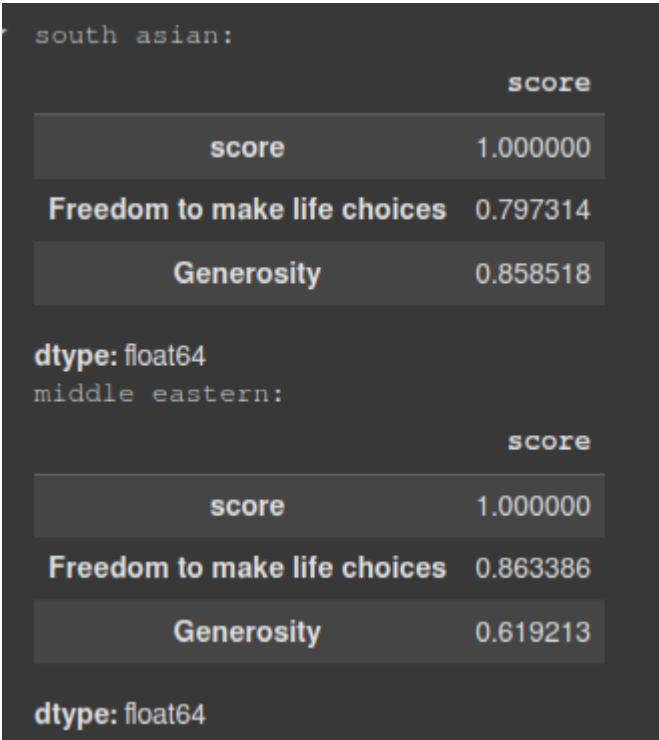 south asian:
score
score 1.000000
Freedom to make life choices 0.797314
Generosity 0.858518
dtype: float64
middle eastern:
score
score 1.000000
Freedom to make life choices 0.863386
Generosity 0.619213
dtype: float64